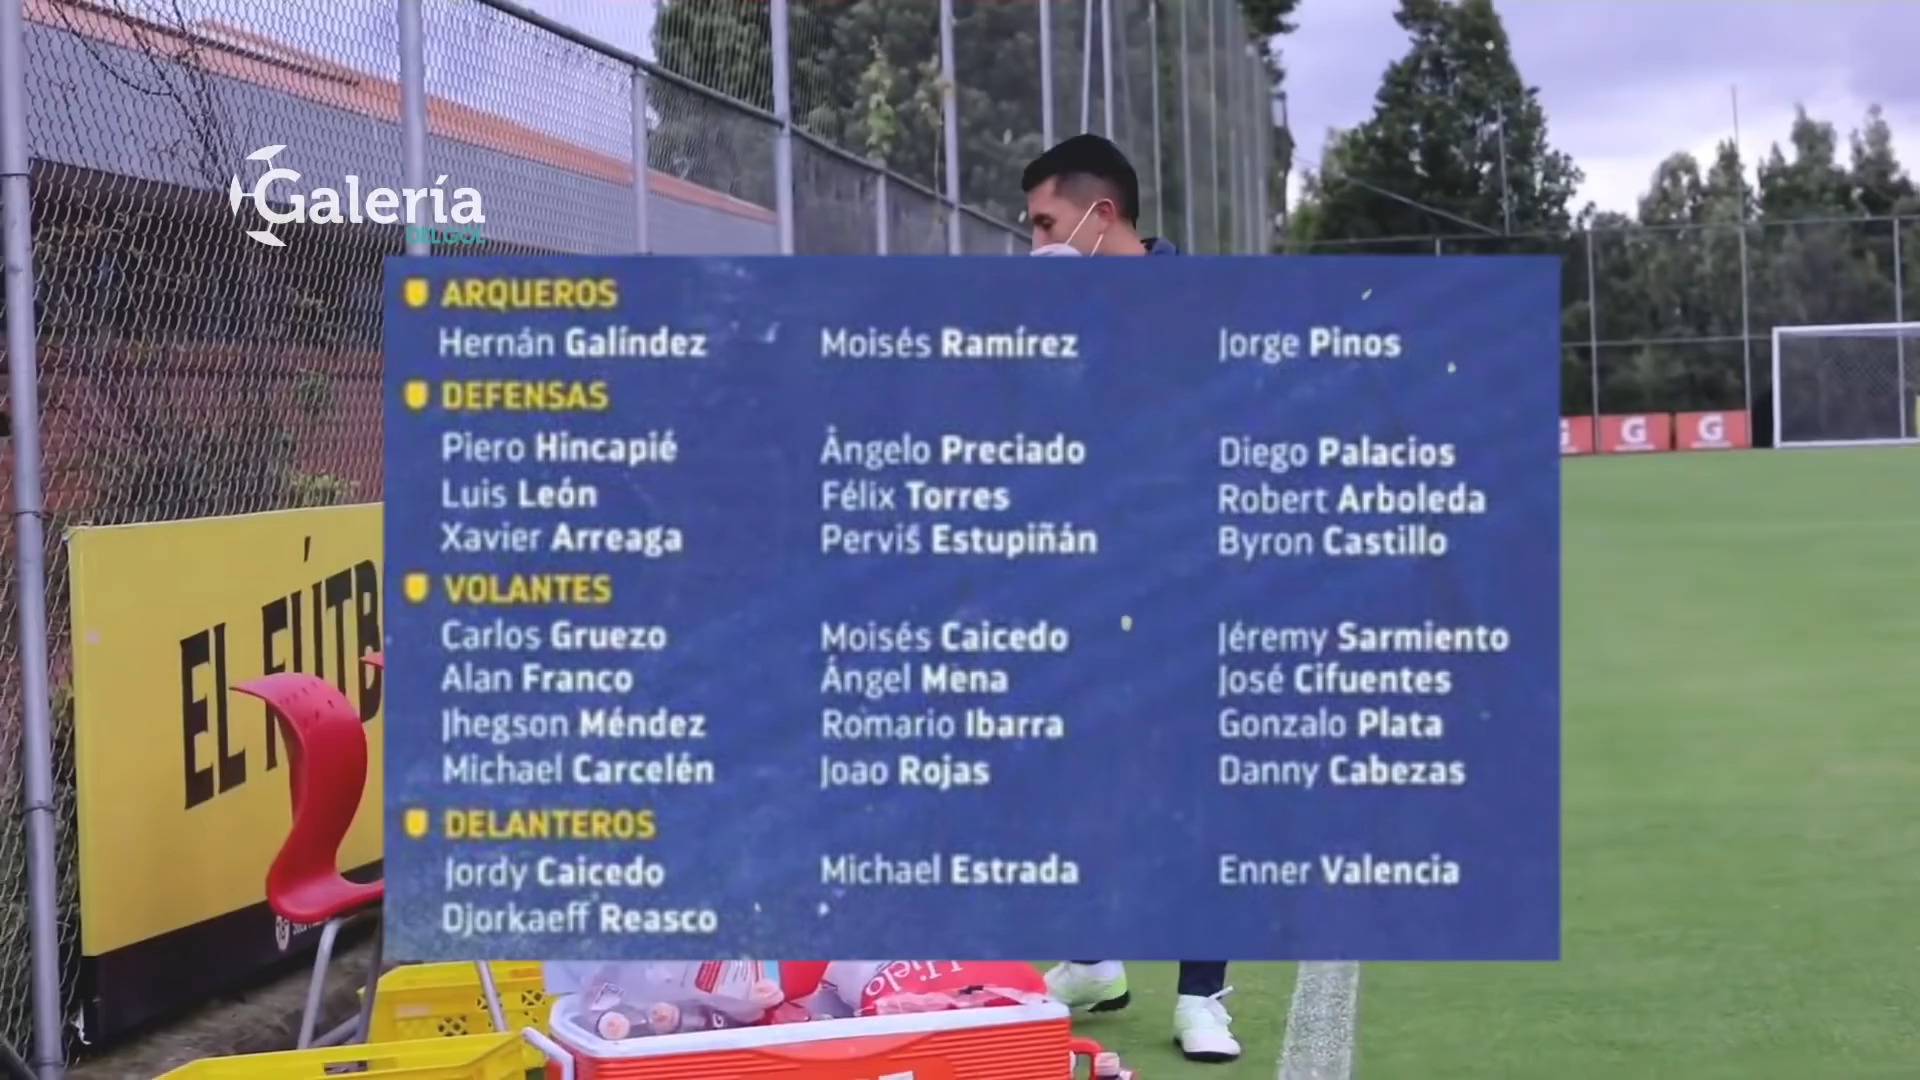 Galería
DEL GOL
ARQUEROS
Hernán Galíndez Moisés Ramírez Jorge Pinos
DEFENSAS
Piero Hincapié Ángelo Preciado Diego Palacios
Luis León Félix Torres Robert Arboleda
Xavier Arreaga Pervis Estupiñán Byron Castillo
VOLANTES
Carlos Gruezo Moisés Caicedo Jéremy Sarmiento
Alan Franco Ángel Mena José Cifuentes
Jhegson Méndez Romario Ibarra Gonzalo Plata
Michael Carcelén Joao Rojas Danny Cabezas
DELANTEROS
Jordy Caicedo Michael Estrada Enner Valencia
Djorkaeff Reasco
EL FÚTB
G
G
G
Hielo